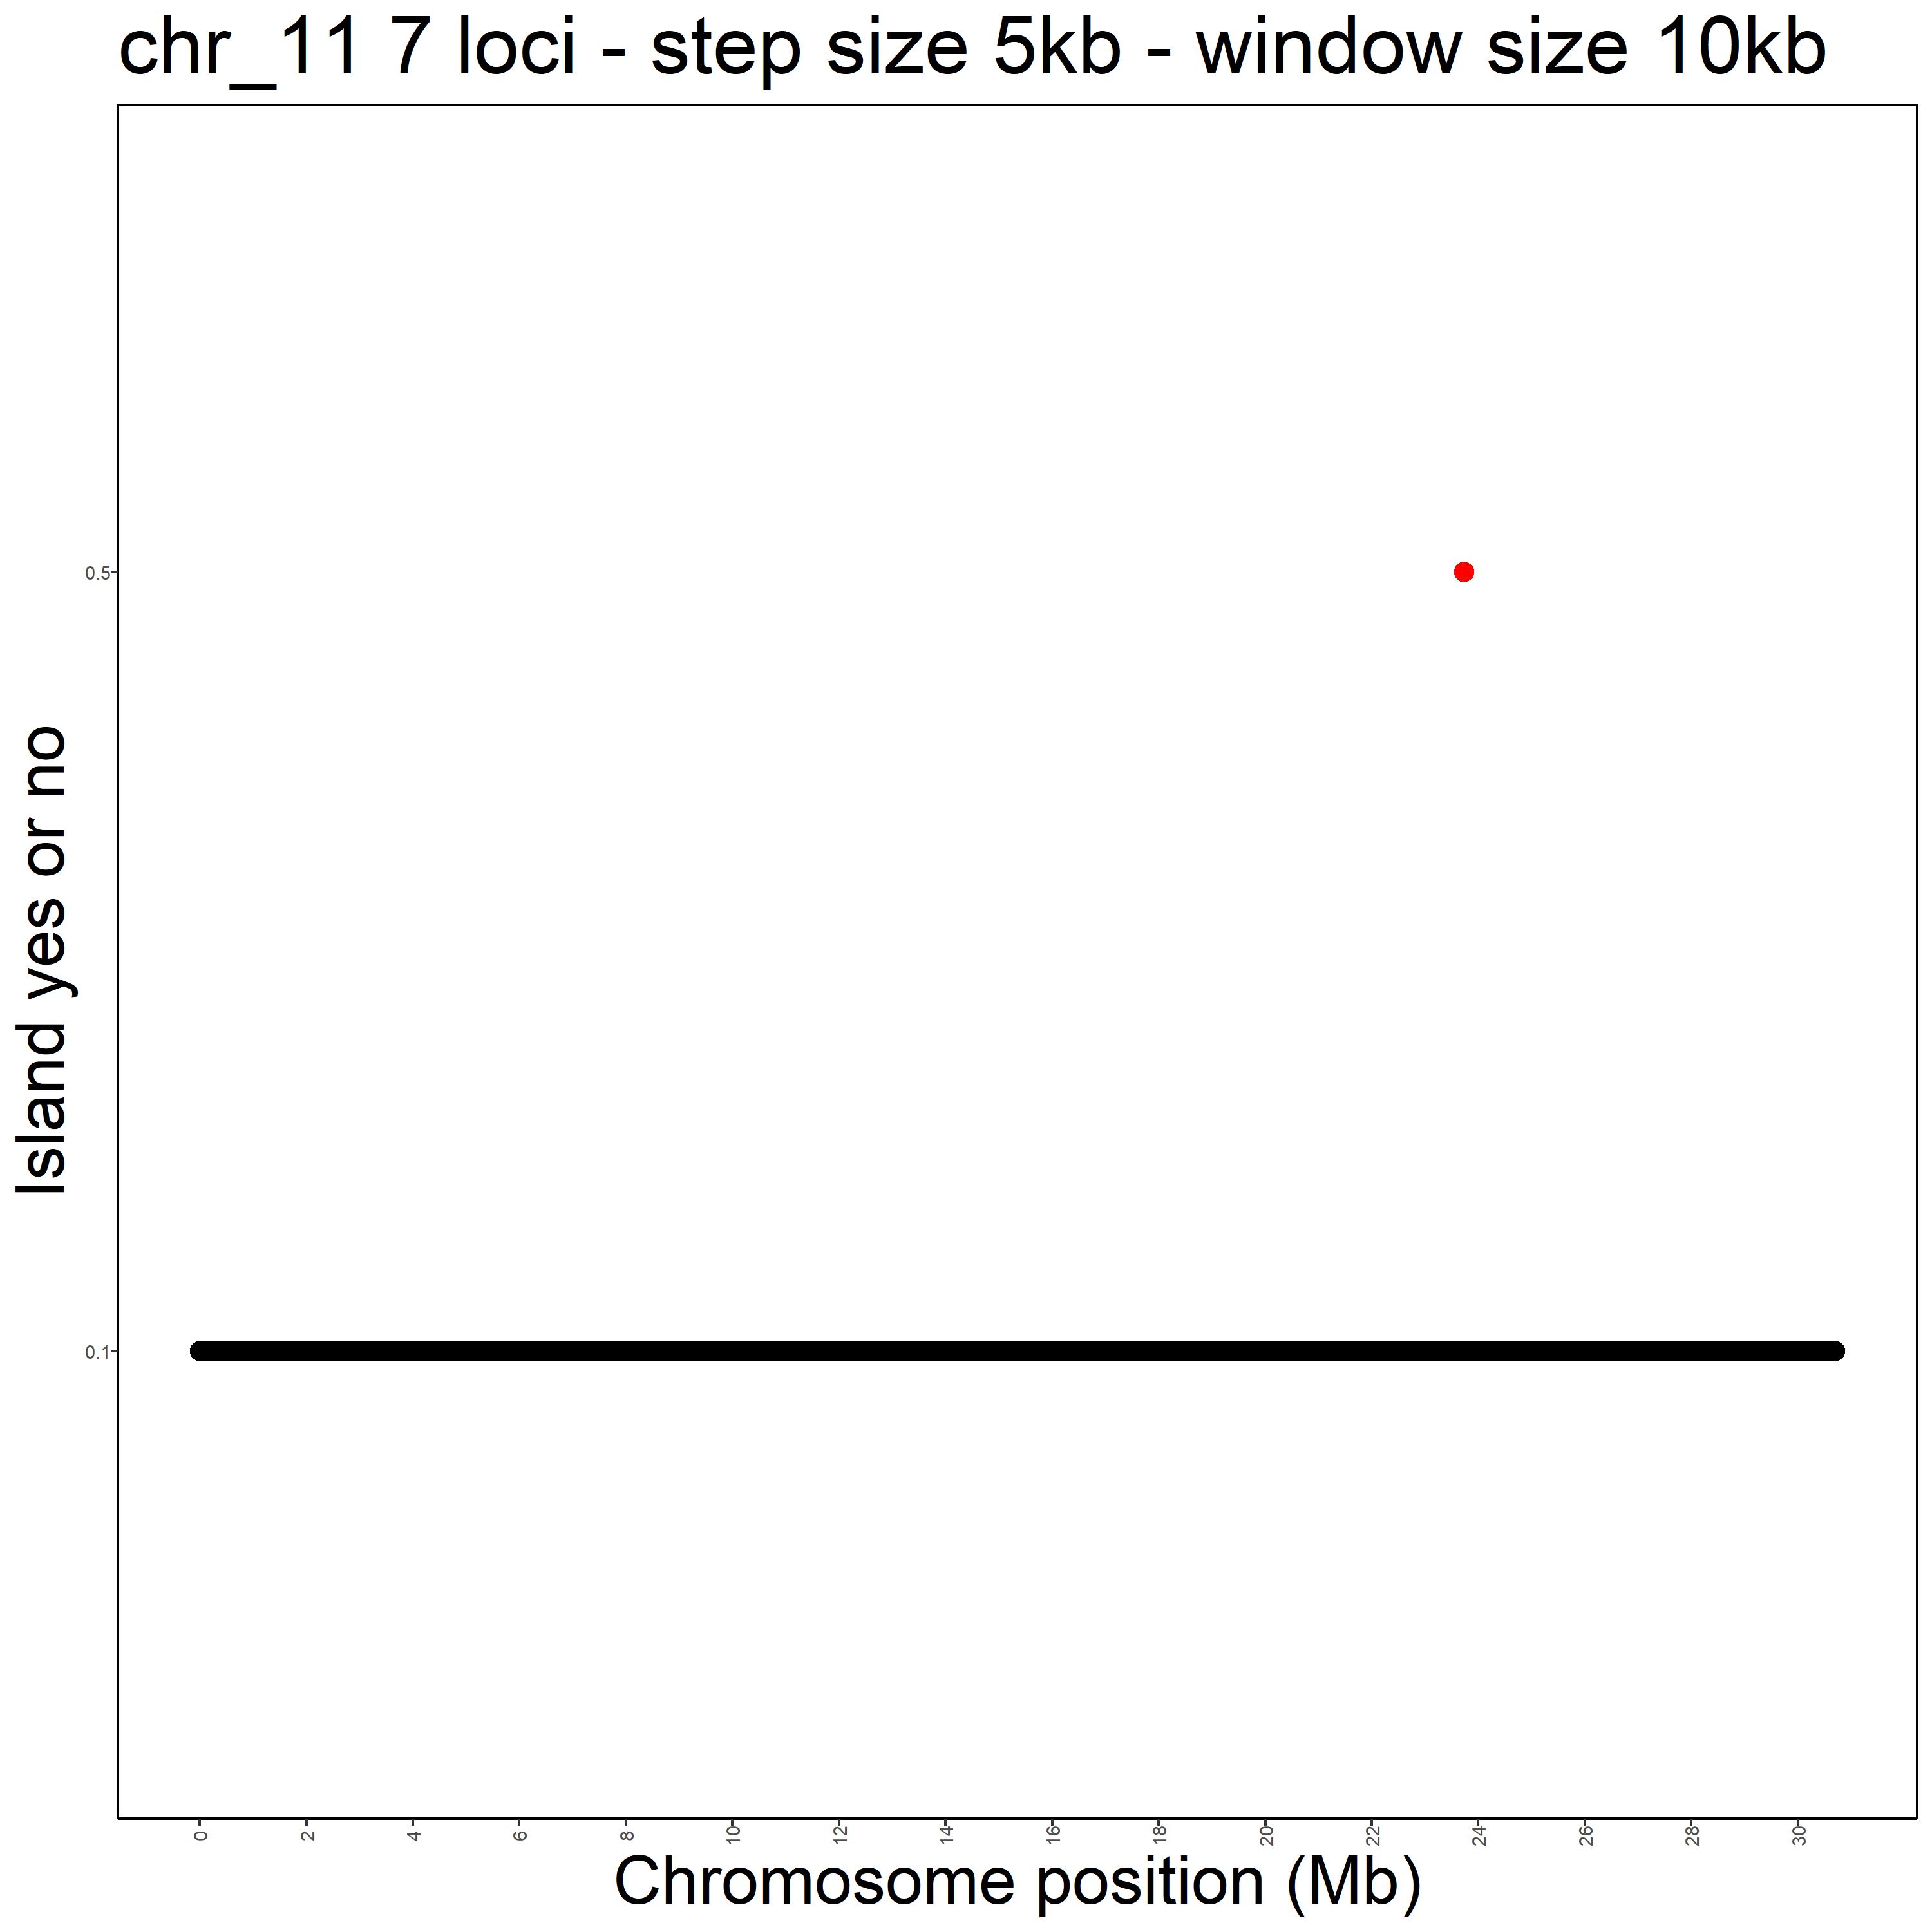 chr_11 7 loci - step size 5kb - window size 10kb
Island yes or no
0.5
0.1
0 2 4 6 8 10 12 14 16 18 20 22 24 26 28 30
Chromosome position (Mb)